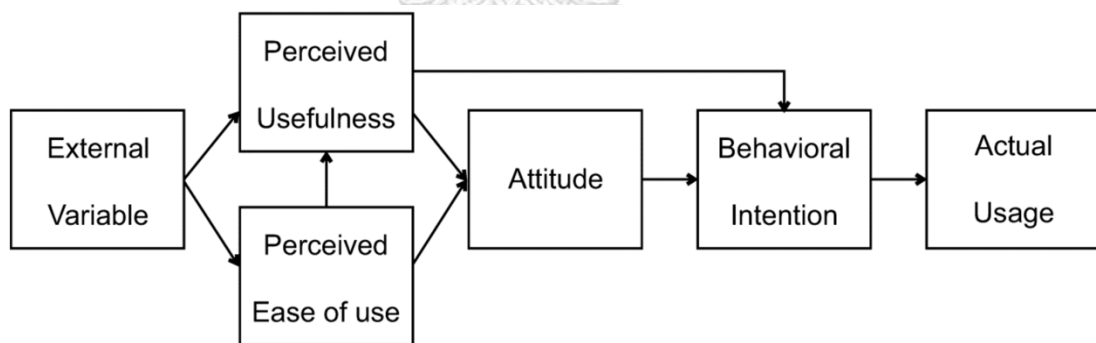 Perceived
Usefulness
External
Variable
Perceived
Ease of use
Attitude
Behavioral
Intention
Actual
Usage